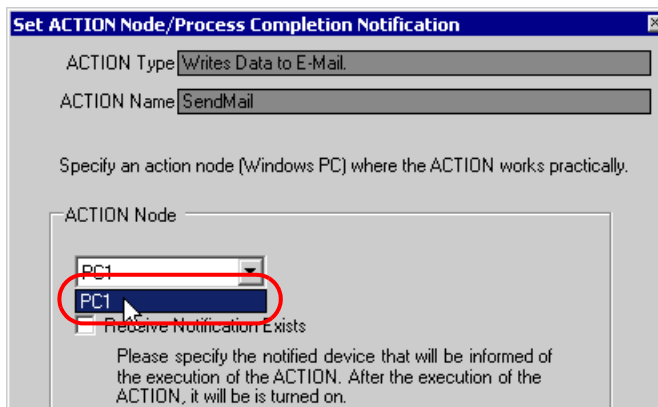 Set ACTION Node/Process Completion Notification
ACTION Type Writes Data to E-Mail.
ACTION Name SendMail
Specify an action node (Windows PC) where the ACTION works practically.
ACTION Node
PC1
PC1
Receive Notification Exists
Please specify the notified device that will be informed of
the execution of the ACTION. After the execution of the
ACTION, it will be is turned on.